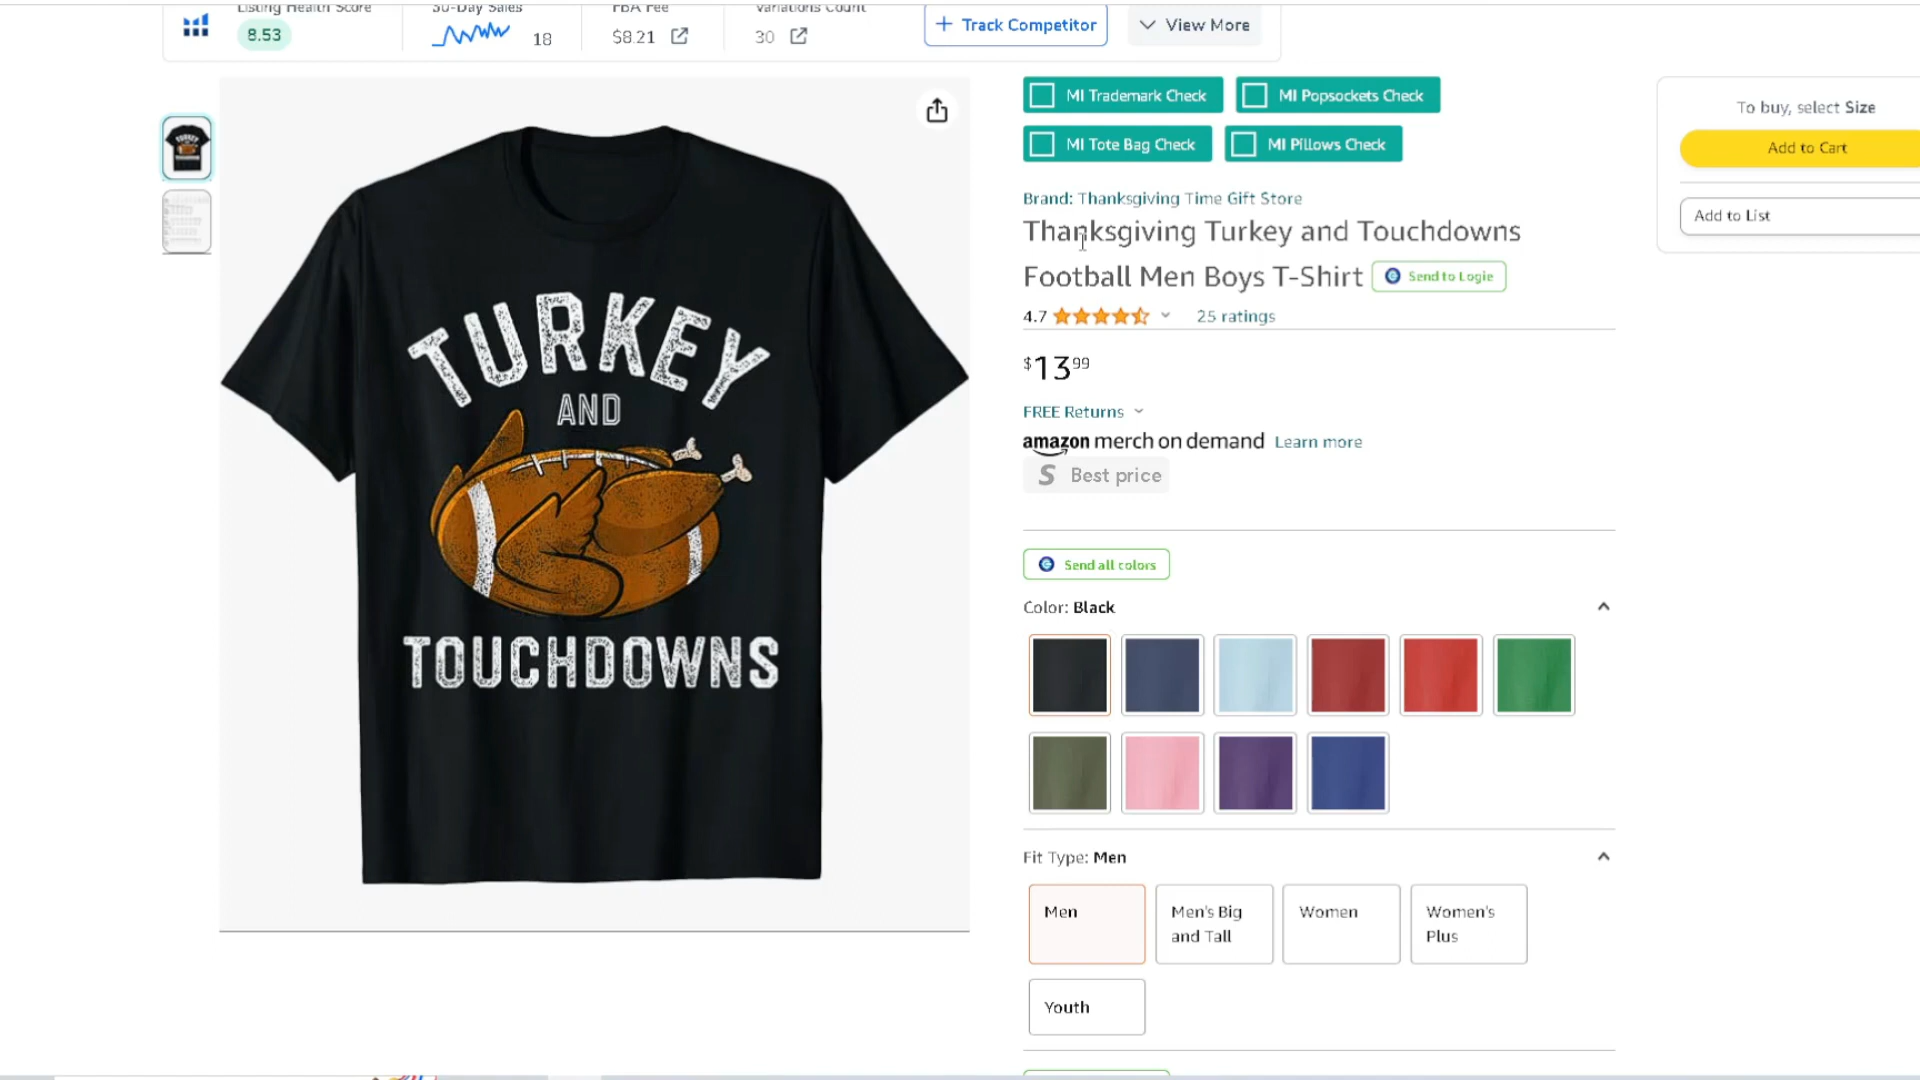 Listing Health Score
8.53
30-Day Sales
18
FBA Fee
$8.21
Variations Count
30
+ Track Competitor
View More
MI Trademark Check
MI Popsockets Check
MI Tote Bag Check
MI Pillows Check
Brand: Thanksgiving Time Gift Store
Thanksgiving Turkey and Touchdowns
Football Men Boys T-Shirt
Send to Logie
4.7
25 ratings
$13 99
FREE Returns
amazon merch on demand Learn more
S Best price
Send all colors
Color: Black
Fit Type: Men
Men
Men's Big
and Tall
Women
Women's
Plus
Youth
To buy, select Size
Add to Cart
Add to List
TURKEY
AND
TOUCHDOWNS